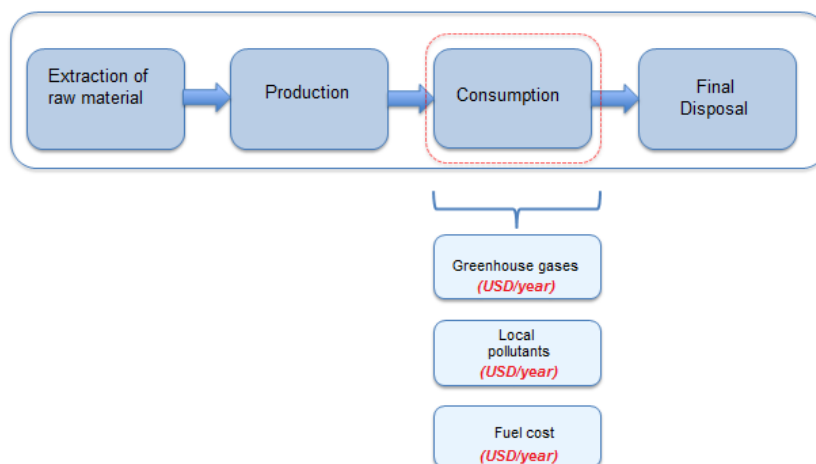 Extraction of
raw material
Production
Consumption
Final
Disposal
Greenhouse gases
(USD/year)
Local
pollutants
(USD/year)
Fuel cost
(USD/year)